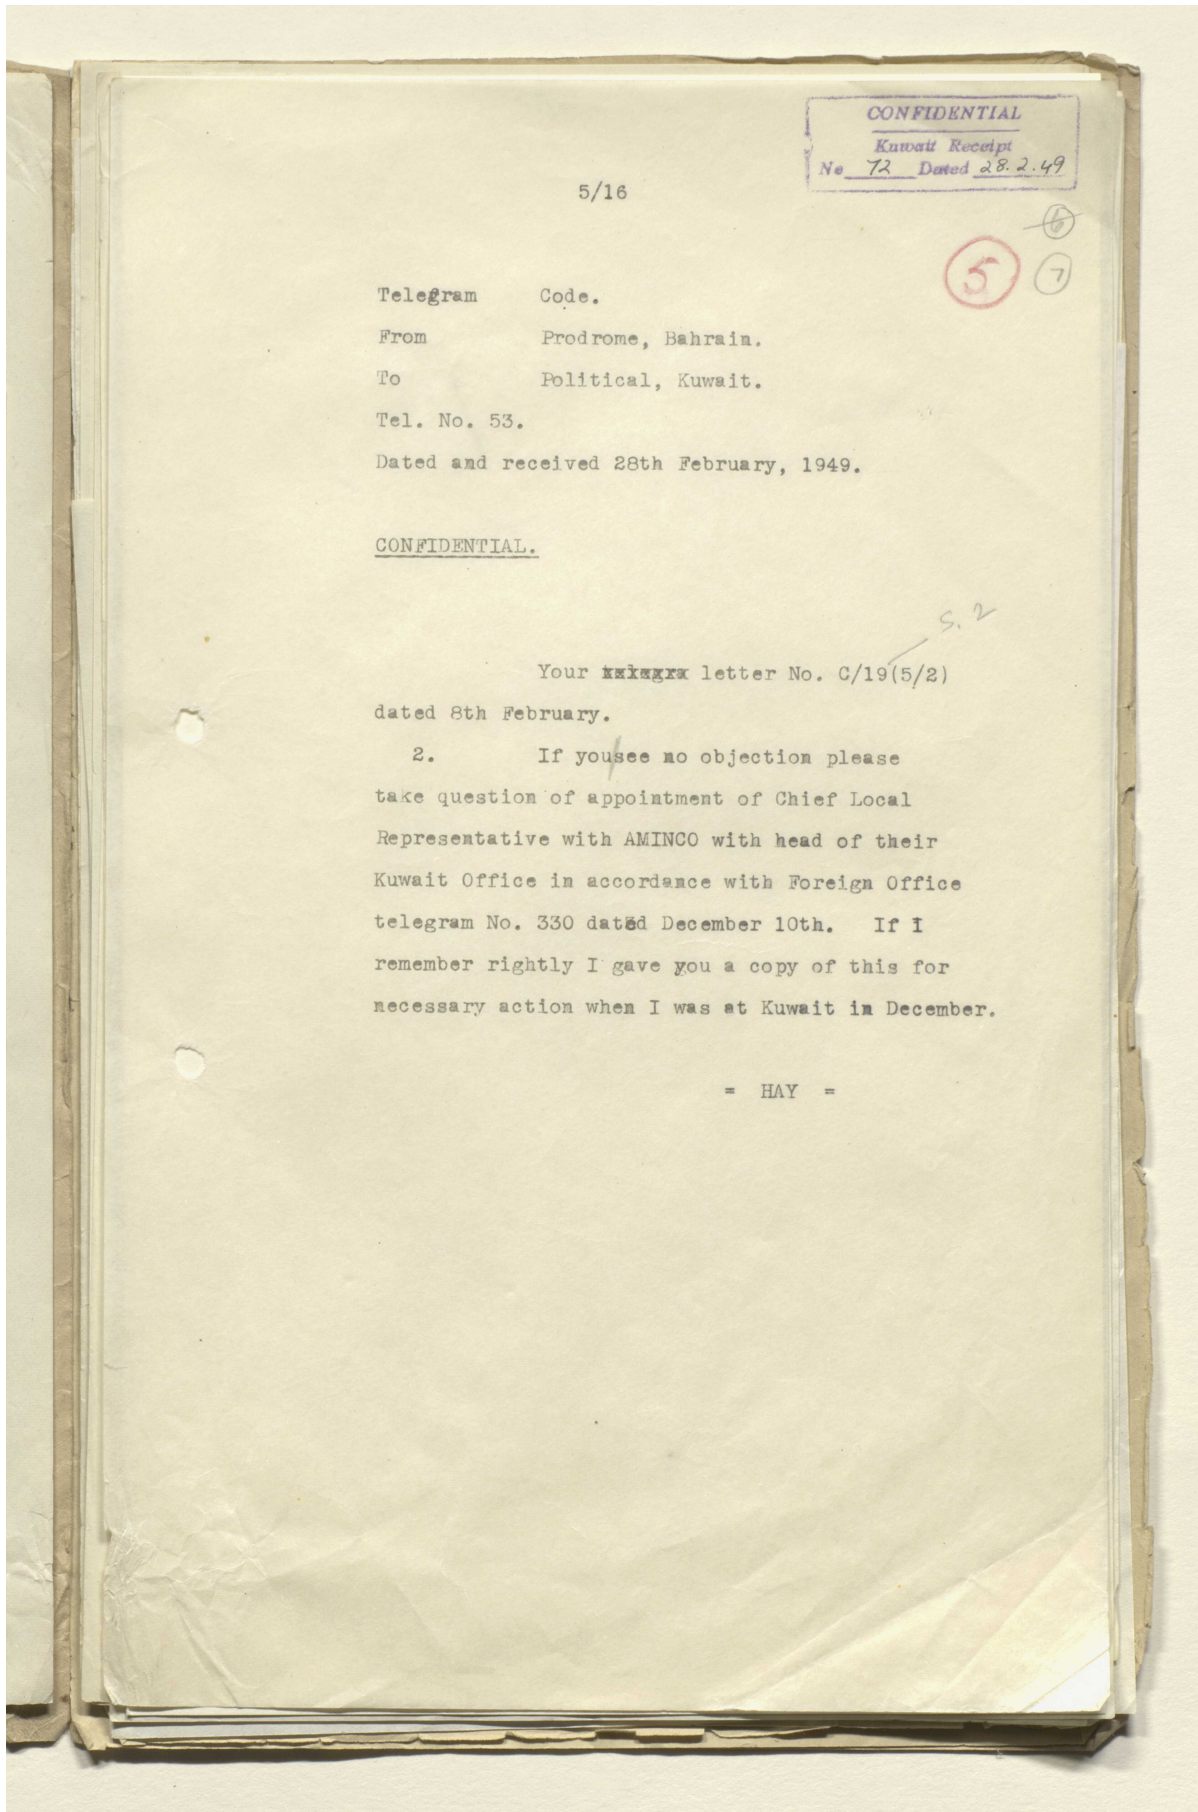 CONFIDENTIAL
Kuwait Receipt
No 72 Dated 28.2.49
5/16
6
5 7
Telegram Code.
From Prodrome, Bahrain.
To Political, Kuwait.
Tel. No. 53.
Dated and received 28th February, 1949.
CONFIDENTIAL.
S. 2
Your letter No. C/19(5/2)
dated 8th February.
2. If you/see no objection please
take question of appointment of Chief Local
Representative with AMINCO with head of their
Kuwait Office in accordance with Foreign Office
telegram No. 330 dated December 10th. If I
remember rightly I gave you a copy of this for
necessary action when I was at Kuwait in December.
= HAY =